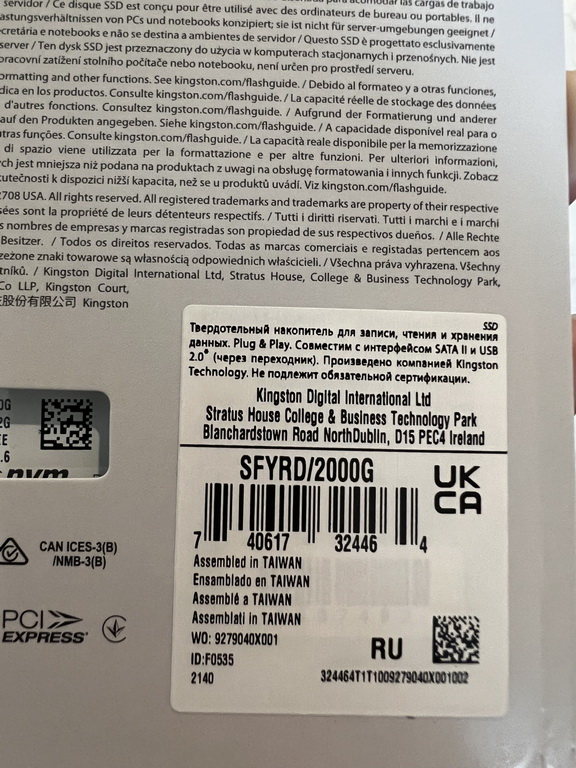 servidor / Ce disque SSD est conçu pour être utilisé avec des ordinateurs de bureau ou portables. Il ne
astungsverhältnissen von PCs und notebooks konzipiert; sie ist nicht für server-umgebungen geeignet /
cretária e notebooks e não se destina a ambientes de servidor / Questo SSD è progettato esclusivamente
server / Ten dysk SSD jest przeznaczony do użycia w komputerach stacjonarnych i przenośnych. Nie jest
pracovní zatížení stolního počítače nebo notebooku, není určen pro prostředí serveru.
ormatting and other functions. See kingston.com/flashguide. / Debido al formateo y a otras funciones,
dica en los productos. Consulte kingston.com/flashguide. / La capacité réelle de stockage des données
d'autres fonctions. Consultez kingston.com/flashguide. / Aufgrund der Formatierung und anderer
auf den Produkten angegeben. Siehe kingston.com/flashguide. / A capacidade disponível real para o
utras funções. Consulte kingston.com/flashguide. / La capacità reale disponibile per la memorizzazione
di spazio viene utilizzata per la formattazione e per altre funzioni. Per ulteriori informazioni,
ych jest mniejsza niż podana na produktach z uwagi na obsługę formatowania i innych funkcji. Zobacz
kutečnosti k dispozici nižší kapacita, než se u produktů uvádí. Viz kingston.com/flashguide.
2708 USA. All rights reserved. All registered trademarks and trademarks are property of their respective
sées sont la propriété de leurs détenteurs respectifs. / Tutti i diritti riservati. Tutti i marchi e i marchi
s nombres de empresas y marcas registradas son propiedad de sus respectivos dueños. / Alle Rechte
Besitzer. / Todos os direitos reservados. Todas as marcas comerciais e registadas pertencem aos
zeżone znaki towarowe są własnością odpowiednich właścicieli. / Všechna práva vyhrazena. Všechny
tníků. / Kingston Digital International Ltd, Stratus House, College & Business Technology Park,
Co LLP, Kingston Court,
股份有限公司 Kingston
SSD
Твердотельный накопитель для записи, чтения и хранения
данных. Plug & Play. Совместим с интерфейсом SATA II и USB
2.0* (через переходник). Произведено компанией Kingston
Technology. Не подлежит обязательной сертификации.
Kingston Digital International Ltd
Stratus House College & Business Technology Park
Blanchardstown Road NorthDublin, D15 PEC4 Ireland
SFYRD/2000G
UK
CA
7 40617 32446 4
Assembled in TAIWAN
Ensamblado en TAIWAN
Assemblé a TAIWAN
Assemblati in TAIWAN
WO: 9279040X001
ID:F0535
2140
RU
324464T1T1009279040X001002
0G
2G
EE
.6
nvm
CAN ICES-3(B)
/NMB-3(B)
PCI
EXPRESS®